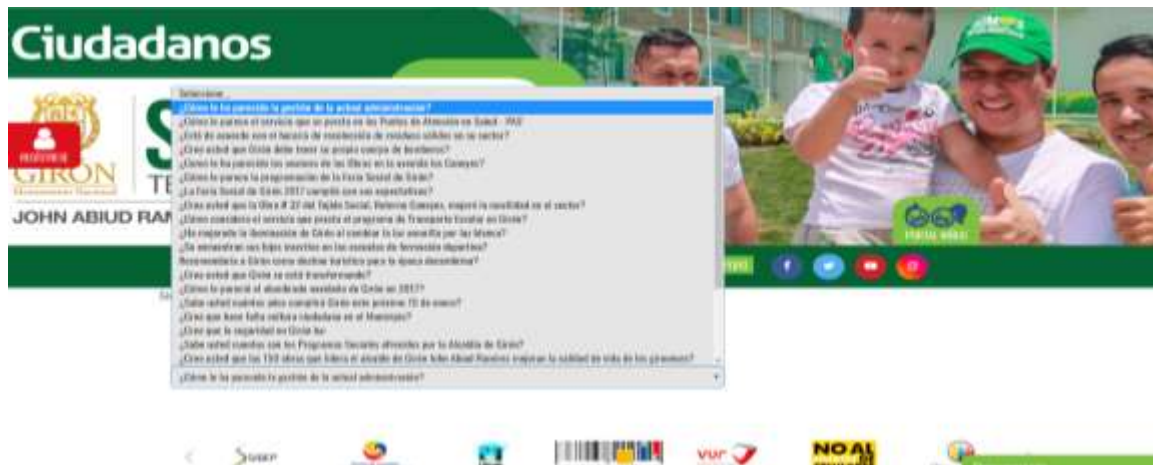 Ciudadanos
Seleccione...
¿Cómo le ha parecido la gestión de la actual administración?
¿Cómo le parece el servicio que se presta en los Puntos de Atención en Salud - PAS?
¿Está de acuerdo con el horario de recolección de residuos sólidos en su sector?
¿Cree usted que Girón debe tener su propio cuerpo de bomberos?
¿Cómo le ha parecido los avances de las Obras en la avenida los Caneyes?
¿Cómo le parece la programación de la Feria Social de Girón?
¿La Feria Social de Girón 2017 cumplió con sus expectativas?
¿Cree usted que la Obra # 22 del Tejido Social, Retorno Caneyes, mejoró la movilidad en el sector?
¿Cómo considera el servicio que presta el programa de Transporte Escolar en Girón?
¿Ha mejorado la iluminación de Girón al cambiar la luz amarilla por luz blanca?
¿Se encuentran sus hijos inscritos en las escuelas de formación deportiva?
Recomendaría a Girón como destino turístico para la época decembrina?
¿Cree usted que Girón se está transformando?
¿Cómo le pareció el alumbrado navideño de Girón en 2017?
¿Sabe usted cuántos años cumplirá Girón este próximo 15 de enero?
¿Cree que hace falta cultura ciudadana en el Municipio?
¿Cree que la seguridad en Girón ha:
¿Sabe usted cuantos son los Programas Sociales ofrecidos por la Alcaldía de Girón?
¿Cree usted que las 150 obras que lidera el alcalde de Girón John Abiud Ramírez mejoran la calidad de vida de los gironeses?
¿Cómo le ha parecido la gestión de la actual administración?
GIRÓN
S
TE
JOHN ABIUD RAM
SUSEP
vur
NO AL